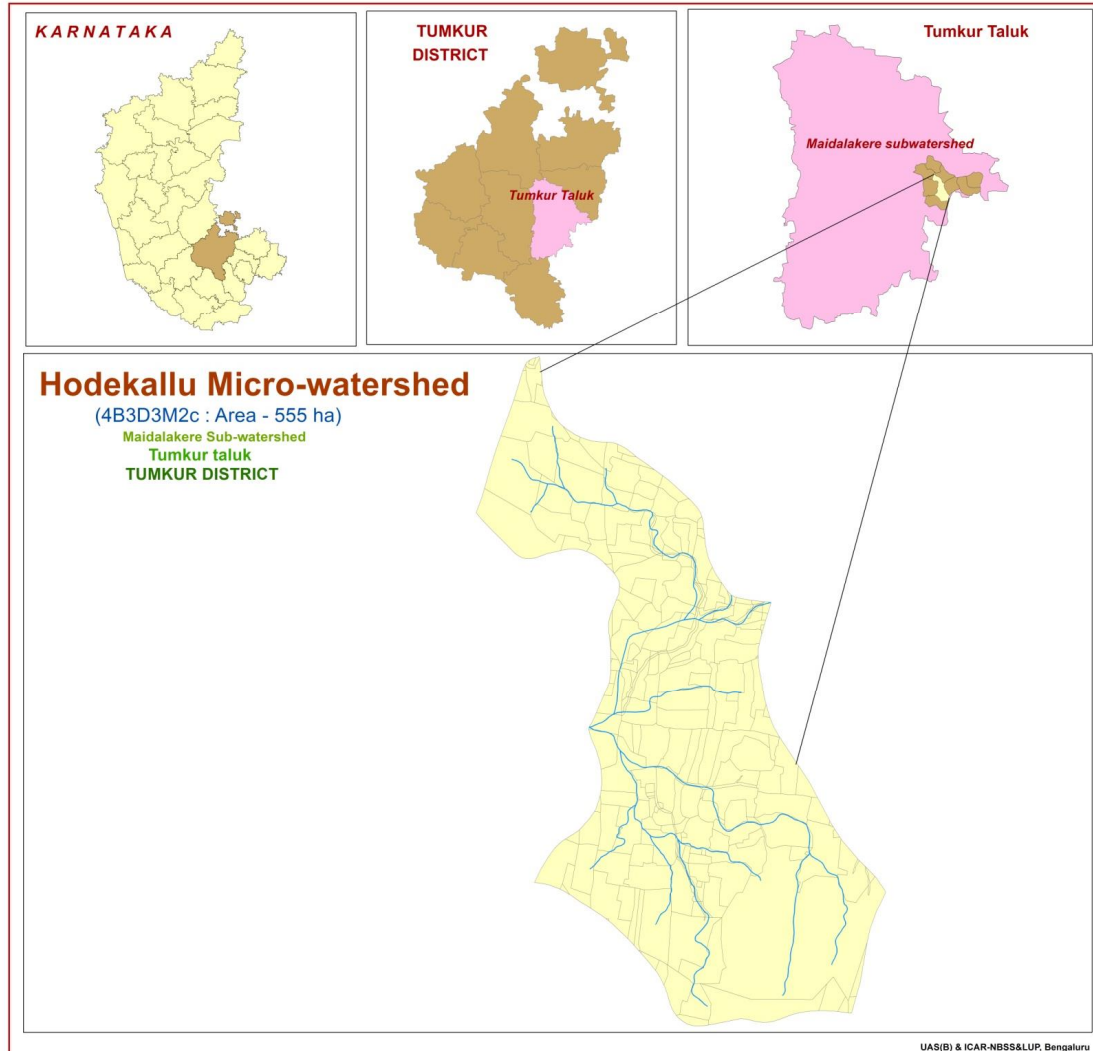 K A R N A T A K A
TUMKUR
DISTRICT
Tumkur Taluk
Tumkur Taluk
Maidalakere subwatershed
Hodekallu Micro-watershed
(4B3D3M2c : Area - 555 ha)
Maidalakere Sub-watershed
Tumkur taluk
TUMKUR DISTRICT
UAS(B) & ICAR-NBSS&LUP, Bengaluru